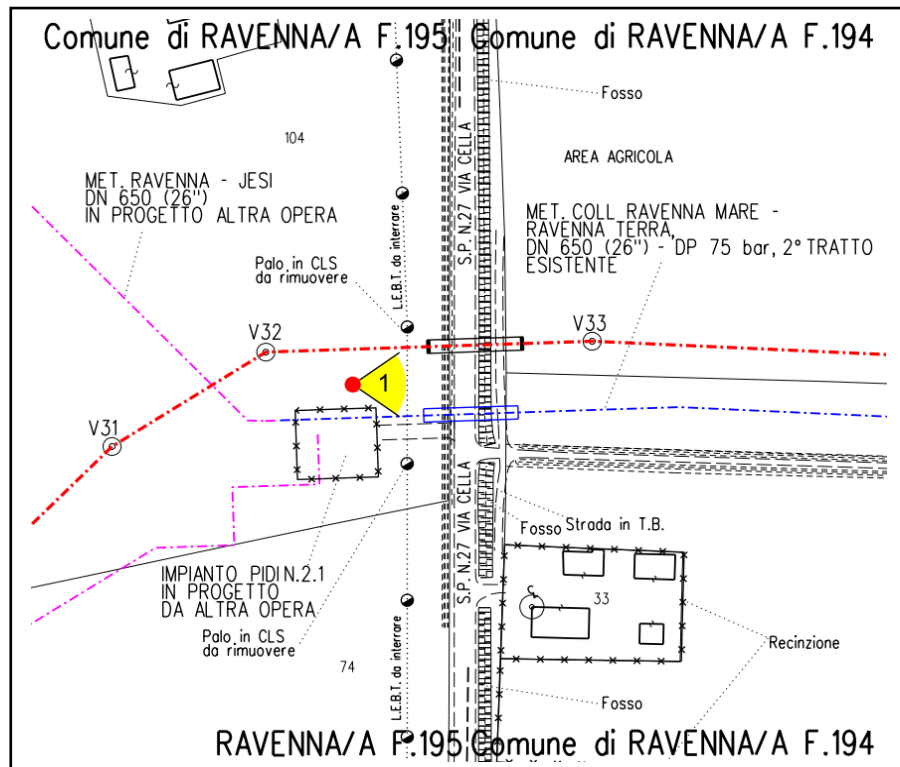 Comune di RAVENNA/A F.195
Comune di RAVENNA/A F.194
Fosso
104
AREA AGRICOLA
S.P. N.27 VIA CELLA
L.E.B.T. da interrare
MET. RAVENNA - JESI
DN 650 (26")
IN PROGETTO ALTRA OPERA
MET. COLL. RAVENNA MARE -
RAVENNA TERRA,
DN 650 (26") - DP 75 bar, 2° TRATTO
ESISTENTE
Palo in CLS
da rimuovere
V32
V33
1
V31
S.P. N.27 VIA CELLA
Fosso
Strada in T.B.
IMPIANTO PIDI N.2.1
IN PROGETTO
DA ALTRA OPERA
33
Palo in CLS
da rimuovere
Recinzione
74
L.E.B.T. da interrare
Fosso
RAVENNA/A F.195
Comune di RAVENNA/A F.194